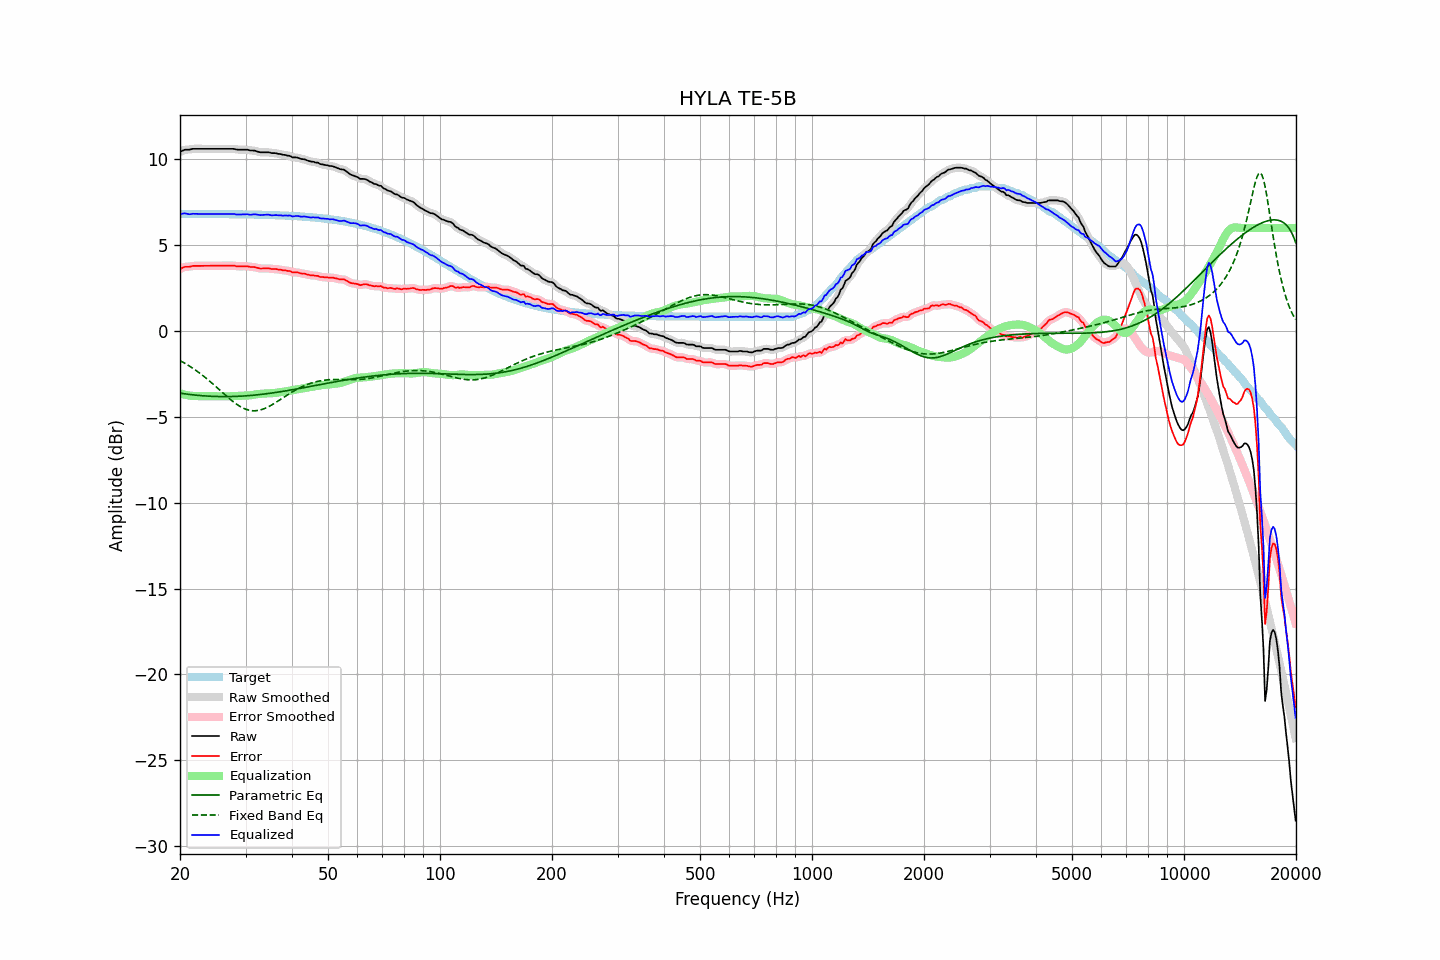 HYLA TE-5B
Amplitude (dBr)
10
5
0
−5
−10
−15
−20
−25
−30
Target
Raw Smoothed
Error Smoothed
Raw
Error
Equalization
Parametric Eq
Fixed Band Eq
Equalized
20
50
100
200
500
1000
2000
5000
10000
20000
Frequency (Hz)